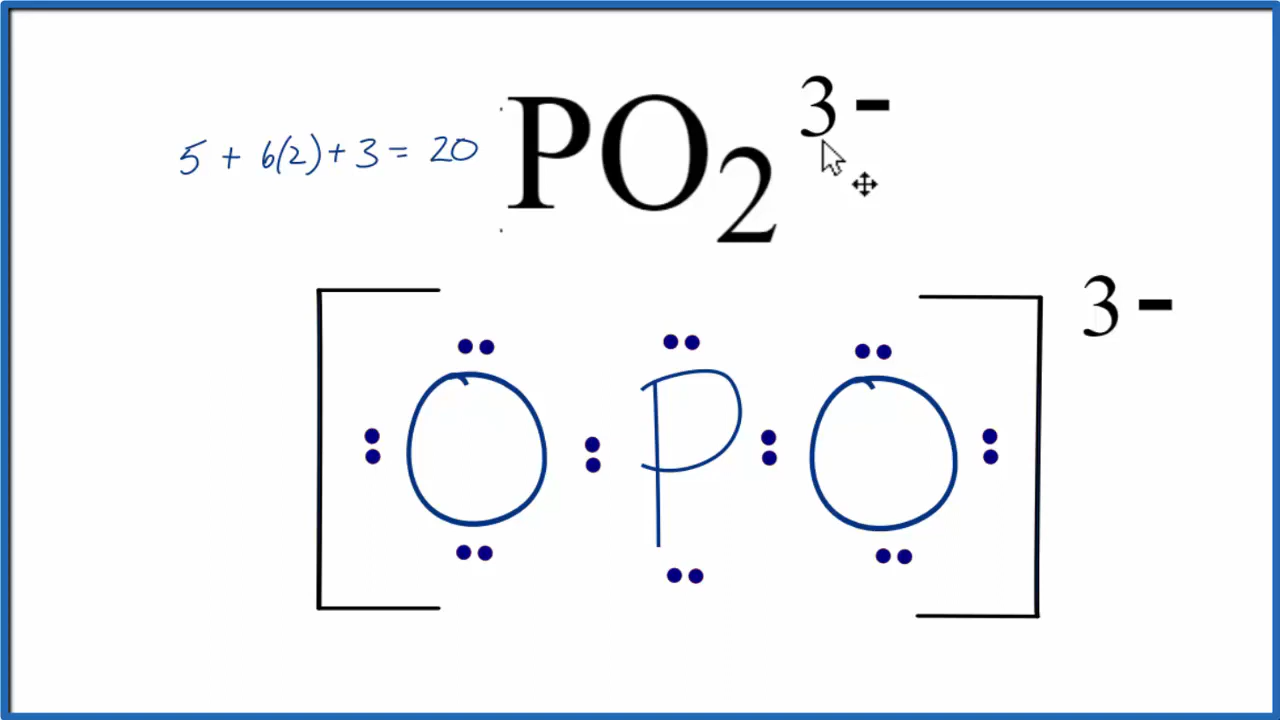 5 + 6(2) + 3 = 20
PO₂ ³⁻
3-
O P O